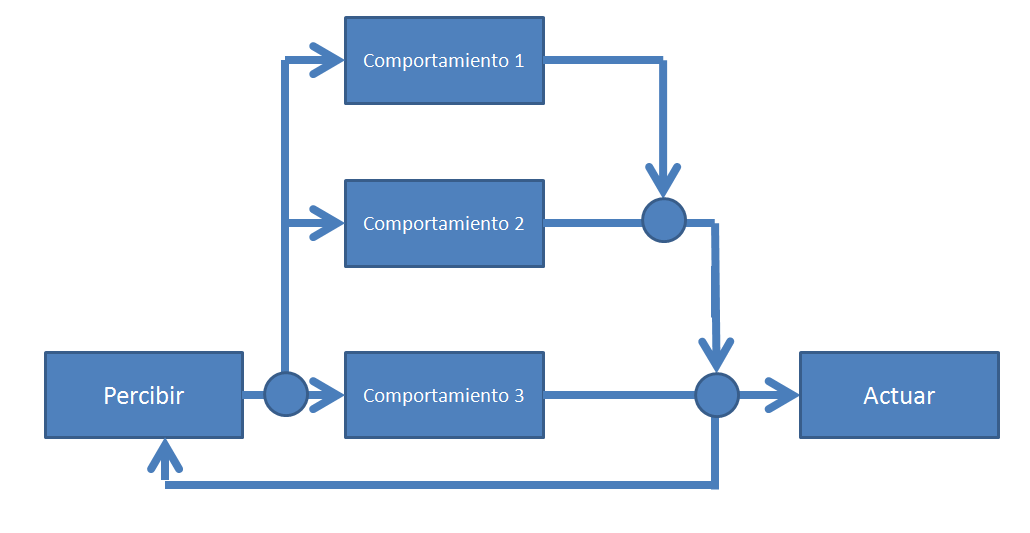 Comportamiento 1
Comportamiento 2
Percibir
Comportamiento 3
Actuar